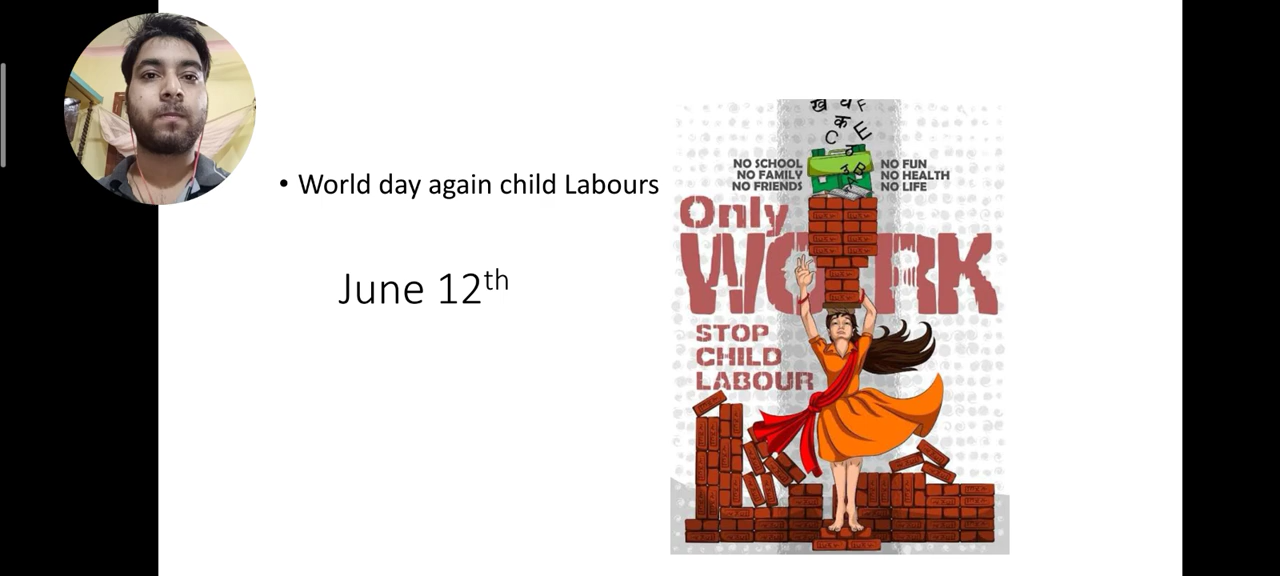 World day again child Labours
June 12th
ख घ F
क
C E
ठ
NO SCHOOL
NO FAMILY
NO FRIENDS
NO FUN
NO HEALTH
NO LIFE
Only
WORK
STOP
CHILD
LABOUR